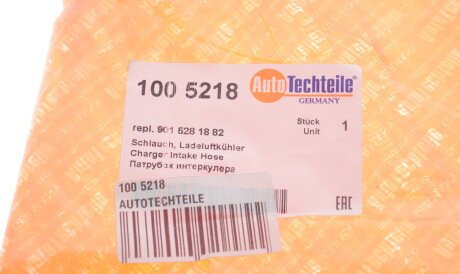 100 5218
AutoTechteile
GERMANY
repl. 901 528 18 82
Stück
Unit 1
Schlauch, Ladeluftkühler
Charger Intake Hose
Патрубок интеркулера
100 5218
AUTOTECHTEILE
EAC